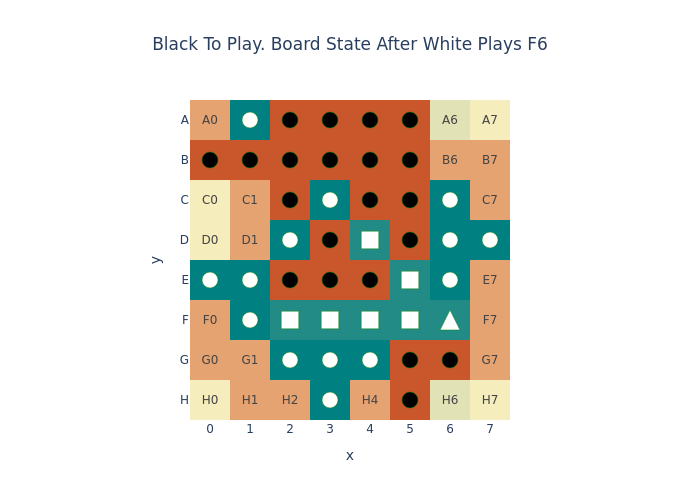 Black To Play. Board State After White Plays F6
A A0 A6 A7
B B6 B7
C C0 C1 C7
D D0 D1
E E7
F F0 F7
G G0 G1 G7
H H0 H1 H2 H4 H6 H7
0 1 2 3 4 5 6 7
x
y